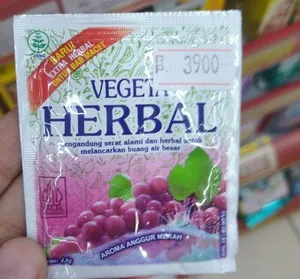 BARU!
EXTRA HERBAL
UNTUK BAB MACET
B. 3900
VEGETA
HERBAL
Mengandung serat alami dan herbal untuk
melancarkan buang air besar
AROMA ANGGUR MERAH